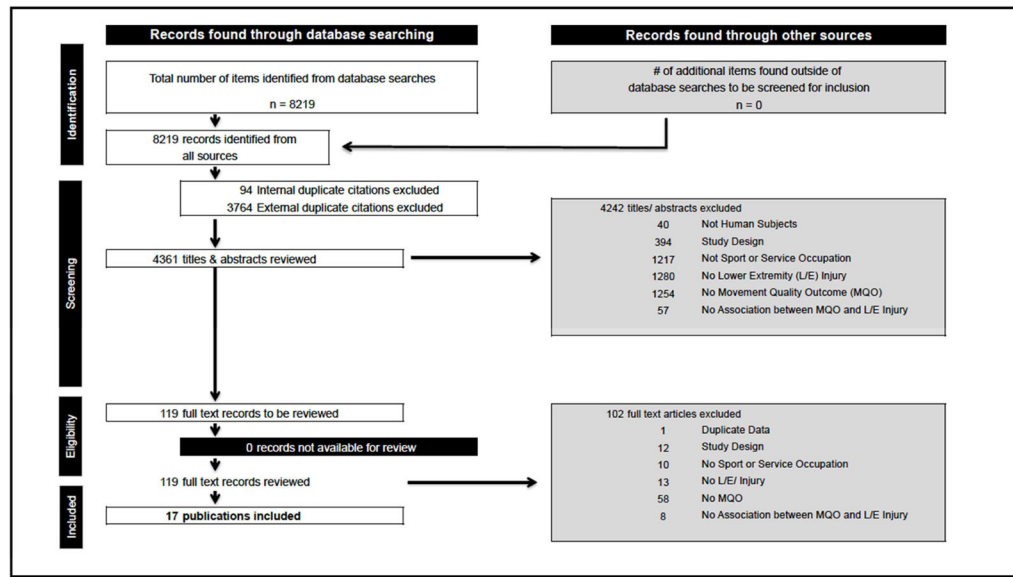 Records found through database searching
Records found through other sources
Identification
Total number of items identified from database searches
n = 8219
# of additional items found outside of
database searches to be screened for inclusion
n = 0
8219 records identified from
all sources
Screening
94 Internal duplicate citations excluded
3764 External duplicate citations excluded
4361 titles & abstracts reviewed
4242 titles/ abstracts excluded
40 Not Human Subjects
394 Study Design
1217 Not Sport or Service Occupation
1280 No Lower Extremity (L/E) Injury
1254 No Movement Quality Outcome (MQO)
57 No Association between MQO and L/E Injury
Eligibility
119 full text records to be reviewed
0 records not available for review
119 full text records reviewed
102 full text articles excluded
1 Duplicate Data
12 Study Design
10 No Sport or Service Occupation
13 No L/E/ Injury
58 No MQO
8 No Association between MQO and L/E Injury
Included
17 publications included